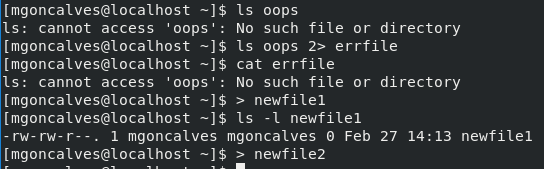 [mgoncalves@localhost ~]$ ls oops
ls: cannot access 'oops': No such file or directory
[mgoncalves@localhost ~]$ ls oops 2> errfile
[mgoncalves@localhost ~]$ cat errfile
ls: cannot access 'oops': No such file or directory
[mgoncalves@localhost ~]$ > newfile1
[mgoncalves@localhost ~]$ ls -l newfile1
-rw-rw-r--. 1 mgoncalves mgoncalves 0 Feb 27 14:13 newfile1
[mgoncalves@localhost ~]$ > newfile2